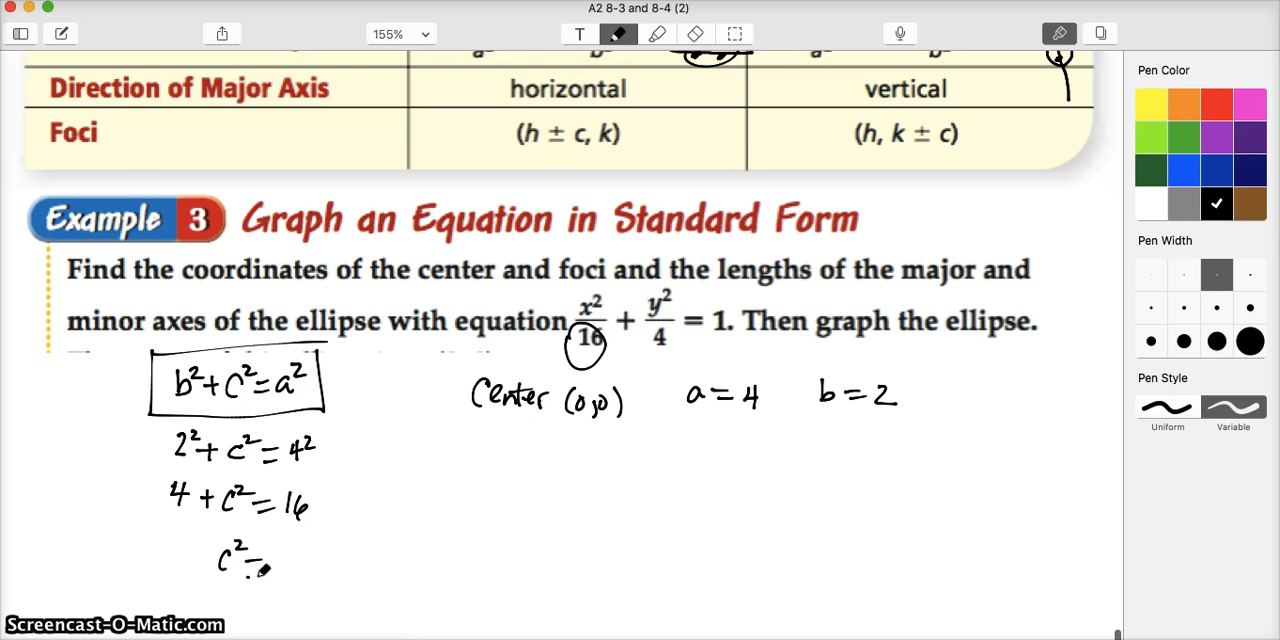 A2 8-3 and 8-4 (2)
155%
T
Direction of Major Axis horizontal vertical
Foci (h ± c, k) (h, k ± c)
Example 3 Graph an Equation in Standard Form
Find the coordinates of the center and foci and the lengths of the major and
minor axes of the ellipse with equation x²/16 + y²/4 = 1. Then graph the ellipse.
b² + c² = a²
Center (0,0) a = 4 b = 2
2² + c² = 4²
4 + c² = 16
c² =
Pen Color
Pen Width
Pen Style
Uniform Variable
Screencast-O-Matic.com